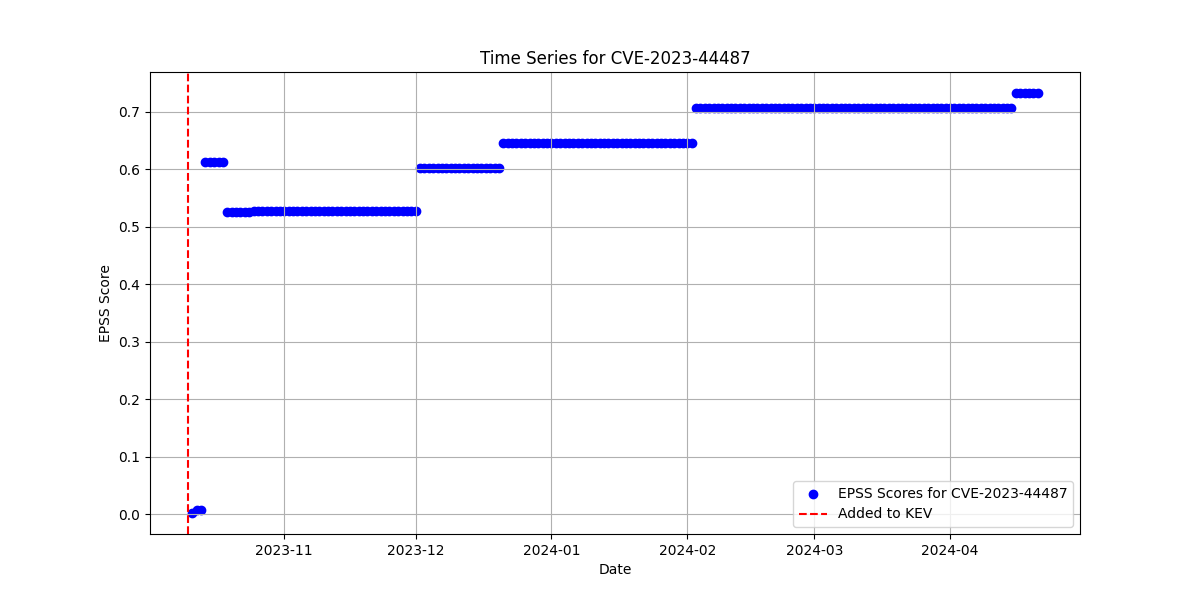 Time Series for CVE-2023-44487
EPSS Score
0.7
0.6
0.5
0.4
0.3
0.2
0.1
0.0
EPSS Scores for CVE-2023-44487
Added to KEV
2023-11 2023-12 2024-01 2024-02 2024-03 2024-04
Date